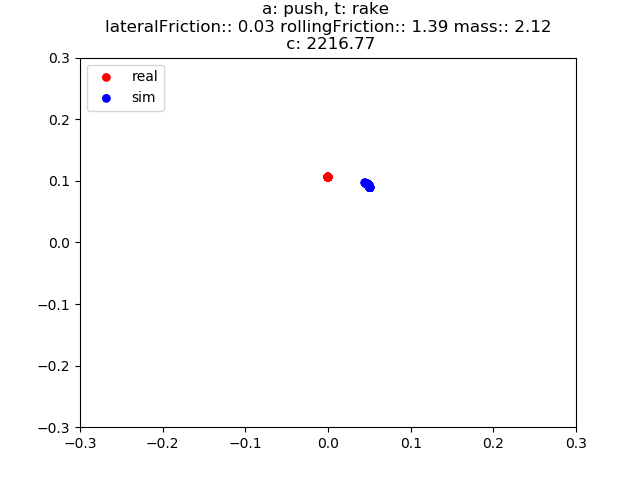 a: push, t: rake
lateralFriction:: 0.03 rollingFriction:: 1.39 mass:: 2.12
c: 2216.77
real
sim
0.3
0.2
0.1
0.0
−0.1
−0.2
−0.3
−0.3
−0.2
−0.1
0.0
0.1
0.2
0.3